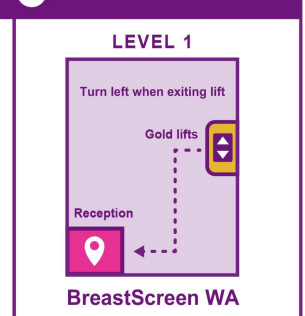 LEVEL 1
Turn left when exiting lift
Gold lifts
Reception
BreastScreen WA